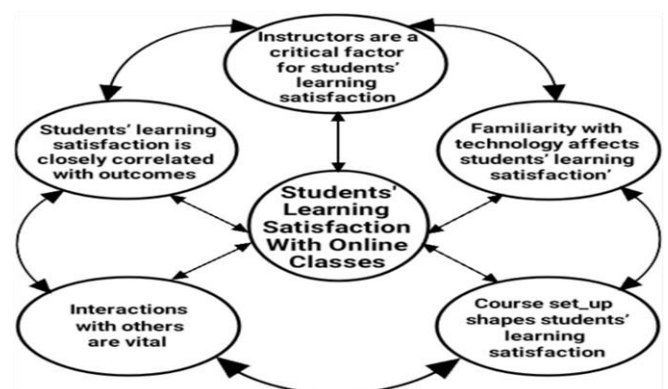 Instructors are a
critical factor
for students'
learning
satisfaction
Students' learning
satisfaction is
closely correlated
with outcomes
Familiarity with
technology affects
students' learning
satisfaction'
Students'
Learning
Satisfaction
With Online
Classes
Interactions
with others
are vital
Course set_up
shapes students'
learning
satisfaction